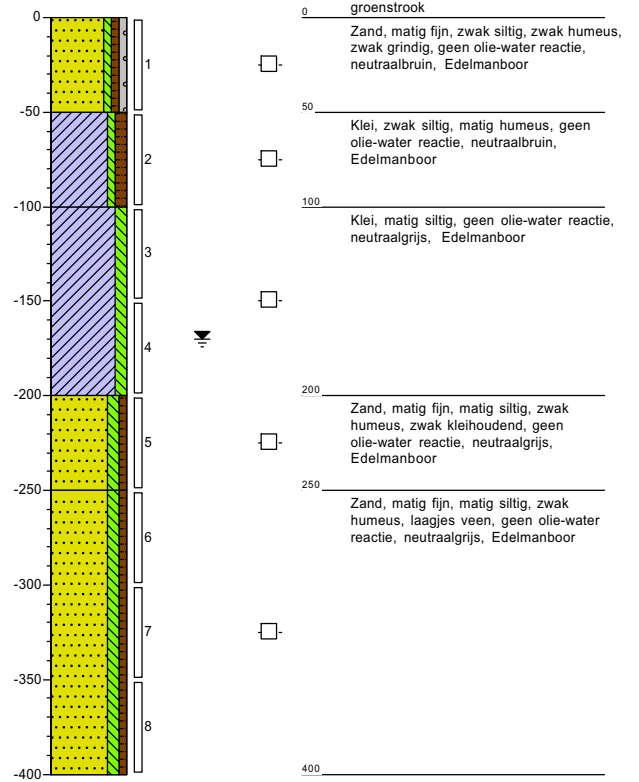 0
-50
-100
-150
-200
-250
-300
-350
-400
1
2
3
4
5
6
7
8
0
groenstrook
Zand, matig fijn, zwak siltig, zwak humeus,
zwak grindig, geen olie-water reactie,
neutraalbruin, Edelmanboor
50
Klei, zwak siltig, matig humeus, geen
olie-water reactie, neutraalbruin,
Edelmanboor
100
Klei, matig siltig, geen olie-water reactie,
neutraalgrijs, Edelmanboor
200
Zand, matig fijn, matig siltig, zwak
humeus, zwak kleihoudend, geen
olie-water reactie, neutraalgrijs,
Edelmanboor
250
Zand, matig fijn, matig siltig, zwak
humeus, laagjes veen, geen olie-water
reactie, neutraalgrijs, Edelmanboor
400